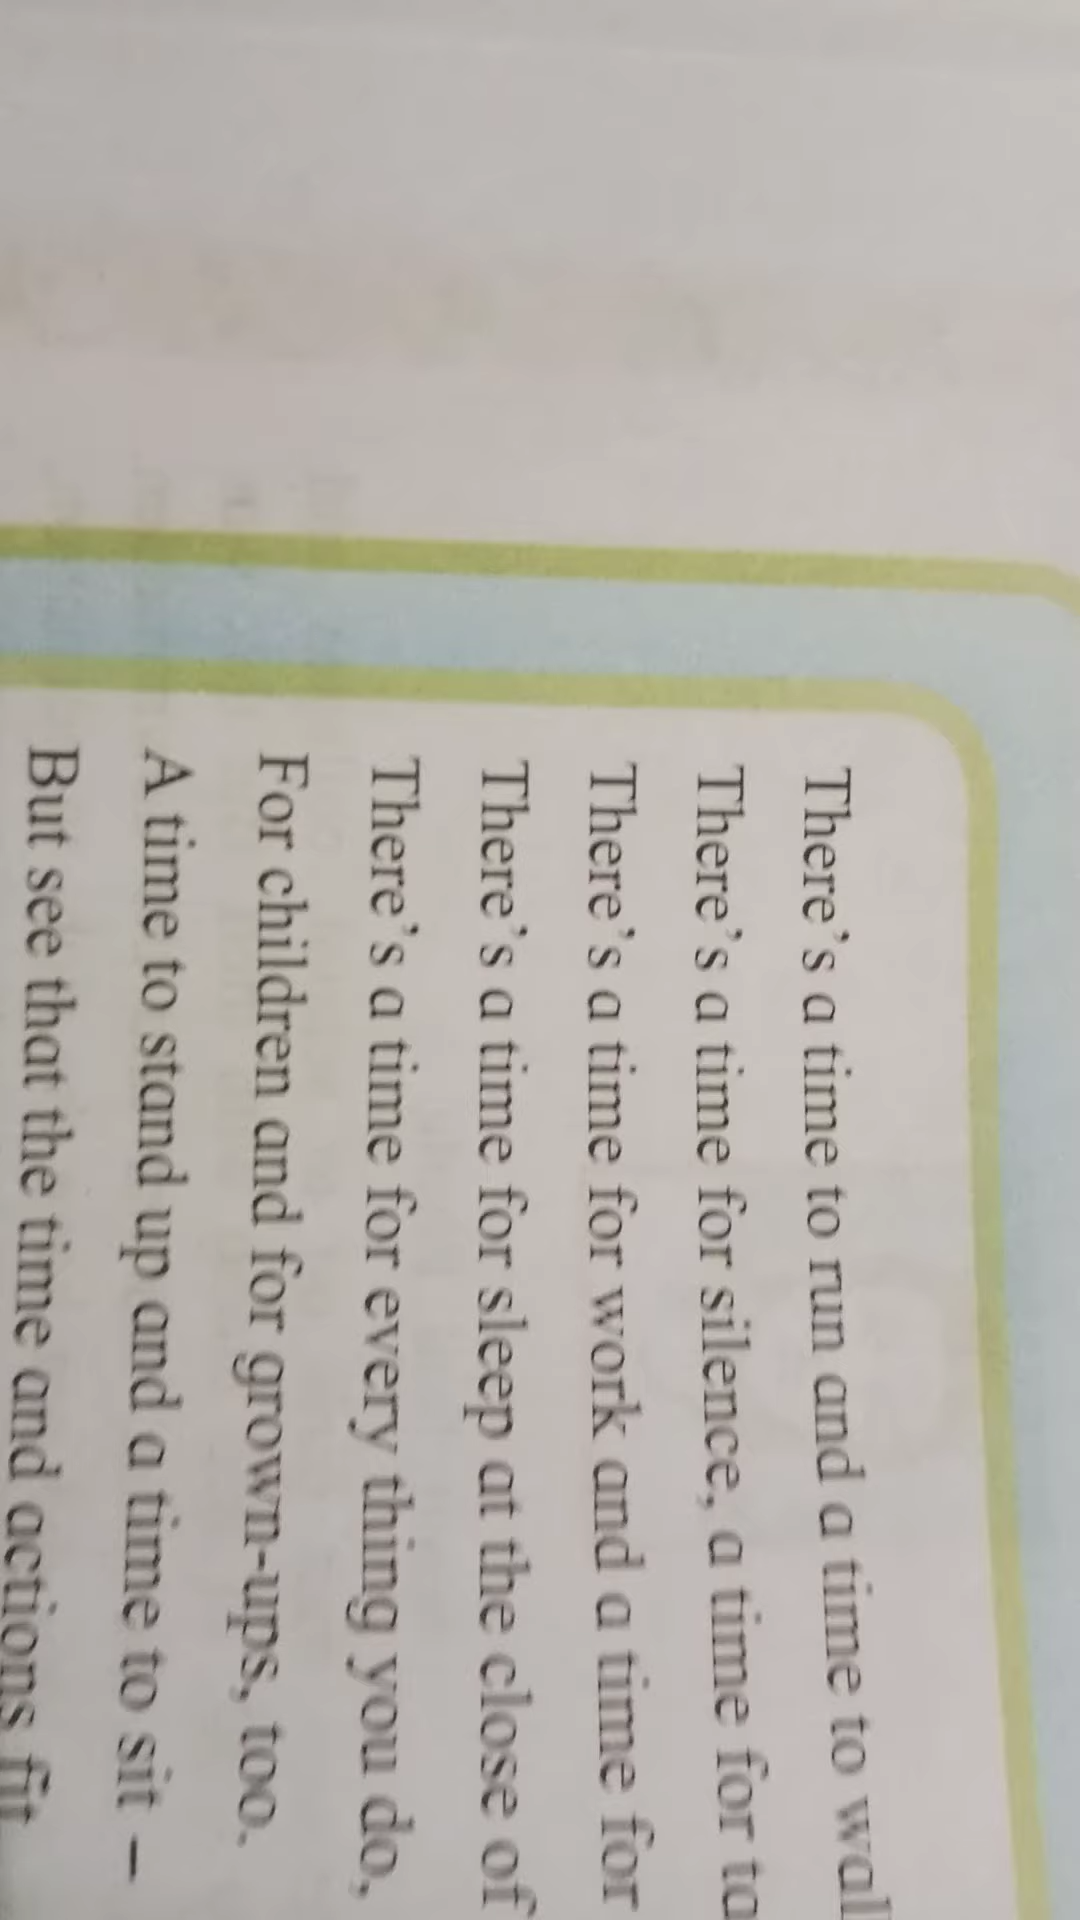 There's a time to run and a time to wal
There's a time for silence, a time for ta
There's a time for work and a time for
There's a time for sleep at the close of
There's a time for every thing you do,
For children and for grown-ups, too.
A time to stand up and a time to sit –
But see that the time and actions fit